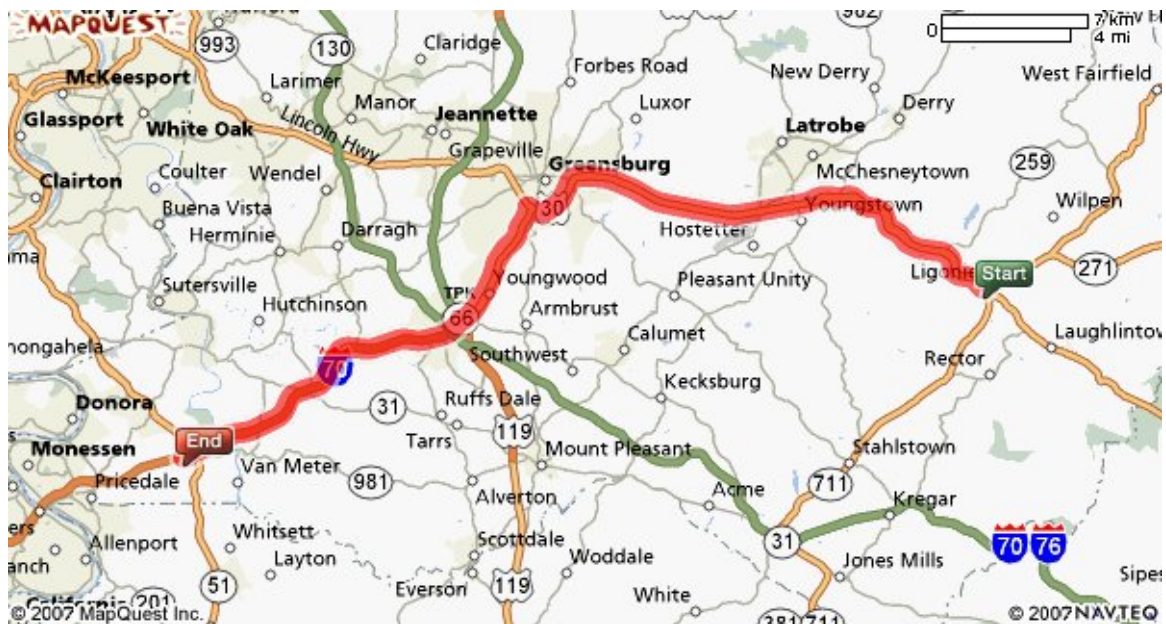 MAPQUEST
7 km
0
4 mi
993
130
Claridge
Forbes Road
New Derry
West Fairfield
McKeesport
Larimer
Manor
Luxor
Derry
Glassport
White Oak
Lincoln Hwy
Jeannette
Latrobe
Grapeville
Greensburg
259
Clairton
Coulter
Wendel
McChesneytown
Buena Vista
30
Youngstown
Wilpen
Herminie
Darragh
Hostetter
Start
271
Sutersville
Hutchinson
TPK
Youngwood
Pleasant Unity
66
Armbrust
Calumet
Laughlintow
Southwest
Rector
70
Kecksburg
Donora
31
Ruffs Dale
End
Tarrs
119
Stahlstown
Monessen
Mount Pleasant
Van Meter
981
Pricedale
711
Alverton
Acme
Kregar
Whitsett
31
70
76
Allenport
Layton
Scottdale
Woddale
Jones Mills
51
Everson
119
White
Sipes
201
381
711
© 2007 MapQuest Inc.
© 2007 NAVTEQ